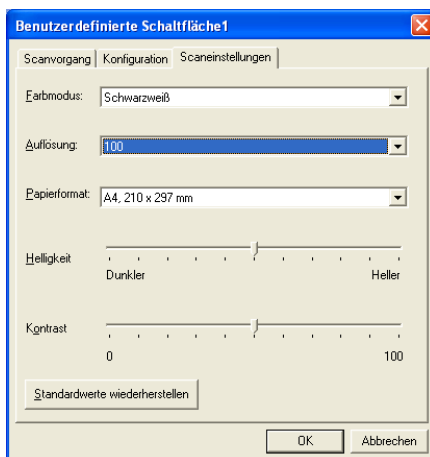 Benutzerdefinierte Schaltfläche1
Scanvorgang Konfiguration Scaneinstellungen
Farbmodus: Schwarzweiß
Auflösung: 100
Papierformat: A4, 210 x 297 mm
Helligkeit
Dunkler Heller
Kontrast
0 100
Standardwerte wiederherstellen
OK Abbrechen